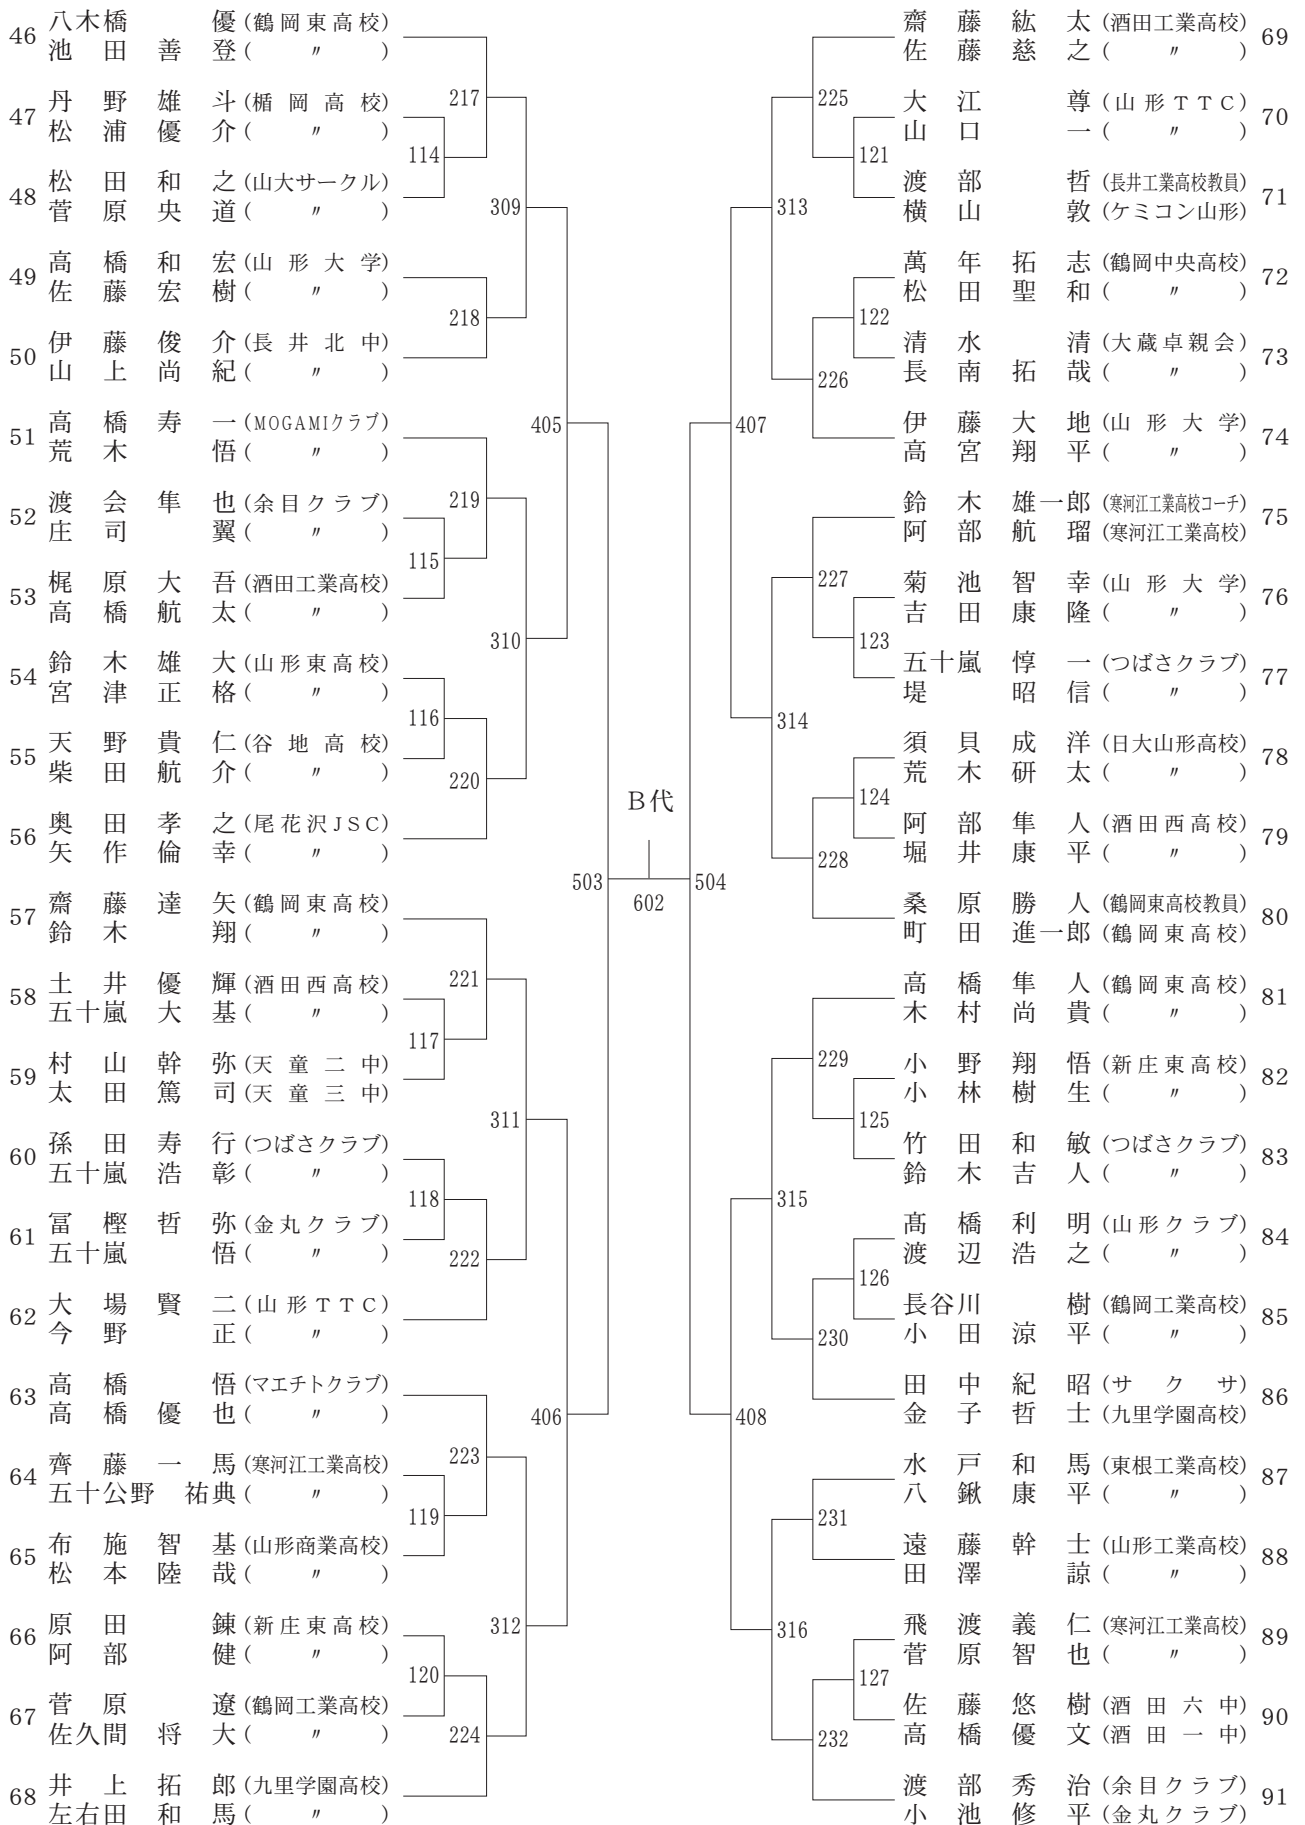 46 八木橋 優 (鶴岡東高校)
池田善登 ( 〃 )
47 丹野雄斗 (楯岡高校)
松浦優介 ( 〃 )
48 松田和之 (山大サークル)
菅原央道 ( 〃 )
49 高橋和宏 (山形大学)
佐藤宏樹 ( 〃 )
50 伊藤俊介 (長井北中)
山上尚紀 ( 〃 )
51 高橋寿一 (MOGAMIクラブ)
荒木悟 ( 〃 )
52 渡会隼也 (余目クラブ)
庄司翼 ( 〃 )
53 梶原大吾 (酒田工業高校)
高橋航太 ( 〃 )
54 鈴木雄大 (山形東高校)
宮津正格 ( 〃 )
55 天野貴仁 (谷地高校)
柴田航介 ( 〃 )
56 奥田孝之 (尾花沢JSC)
矢作倫幸 ( 〃 )
57 齋藤達矢 (鶴岡東高校)
鈴木翔 ( 〃 )
58 土井優輝 (酒田西高校)
五十嵐大基 ( 〃 )
59 村山幹弥 (天童二中)
太田篤司 (天童三中)
60 孫田寿行 (つばさクラブ)
五十嵐浩彰 ( 〃 )
61 冨樫哲弥 (金丸クラブ)
五十嵐悟 ( 〃 )
62 大場賢二 (山形TTC)
今野正 ( 〃 )
63 高橋悟 (マエチトクラブ)
高橋優也 ( 〃 )
64 齊藤一馬 (寒河江工業高校)
五十公野祐典 ( 〃 )
65 布施智基 (山形商業高校)
松本陸哉 ( 〃 )
66 原田錬 (新庄東高校)
阿部健 ( 〃 )
67 菅原遼 (鶴岡工業高校)
佐久間将大 ( 〃 )
68 井上拓郎 (九里学園高校)
左右田和馬 ( 〃 )
114
115
116
117
118
119
120
217
218
219
220
221
222
223
224
309
310
311
312
405
406
503
B代
602
504
407
408
313
314
315
316
225
226
227
228
229
230
231
232
121
122
123
124
125
126
127
齋藤紘太 (酒田工業高校) 69
佐藤慈之 ( 〃 )
大江尊 (山形TTC) 70
山口一 ( 〃 )
渡部哲 (長井工業高校教員) 71
横山敦 (ケミコン山形)
萬年拓志 (鶴岡中央高校) 72
松田聖和 ( 〃 )
清水清 (大蔵卓親会) 73
長南拓哉 ( 〃 )
伊藤大地 (山形大学) 74
高宮翔平 ( 〃 )
鈴木雄一郎 (寒河江工業高校コーチ) 75
阿部航瑠 (寒河江工業高校)
菊池智幸 (山形大学) 76
吉田康隆 ( 〃 )
五十嵐惇一 (つばさクラブ) 77
堤昭信 ( 〃 )
須貝成洋 (日大山形高校) 78
荒木研太 ( 〃 )
阿部隼人 (酒田西高校) 79
堀井康平 ( 〃 )
桑原勝人 (鶴岡東高校教員) 80
町田進一郎 (鶴岡東高校)
高橋隼人 (鶴岡東高校) 81
木村尚貴 ( 〃 )
小野翔悟 (新庄東高校) 82
小林樹生 ( 〃 )
竹田和敏 (つばさクラブ) 83
鈴木吉人 ( 〃 )
髙橋利明 (山形クラブ) 84
渡辺浩之 ( 〃 )
長谷川樹 (鶴岡工業高校) 85
小田涼平 ( 〃 )
田中紀昭 (サクサ) 86
金子哲士 (九里学園高校)
水戸和馬 (東根工業高校) 87
八鍬康平 ( 〃 )
遠藤幹士 (山形工業高校) 88
田澤諒 ( 〃 )
飛渡義仁 (寒河江工業高校) 89
菅原智也 ( 〃 )
佐藤悠樹 (酒田六中) 90
高橋優文 (酒田一中)
渡部秀治 (余目クラブ) 91
小池修平 (金丸クラブ)